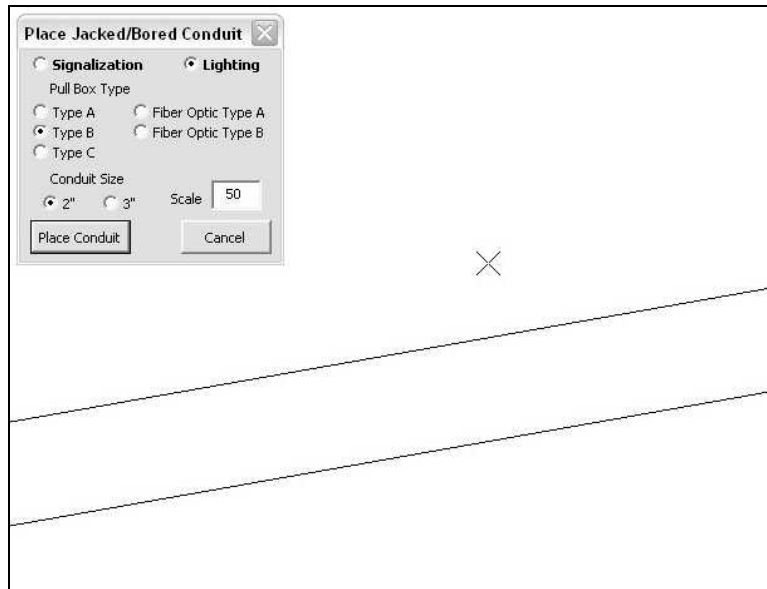 Place Jacked/Bored Conduit
Signalization Lighting
Pull Box Type
Type A Fiber Optic Type A
Type B Fiber Optic Type B
Type C
Conduit Size
2" 3" Scale 50
Place Conduit Cancel